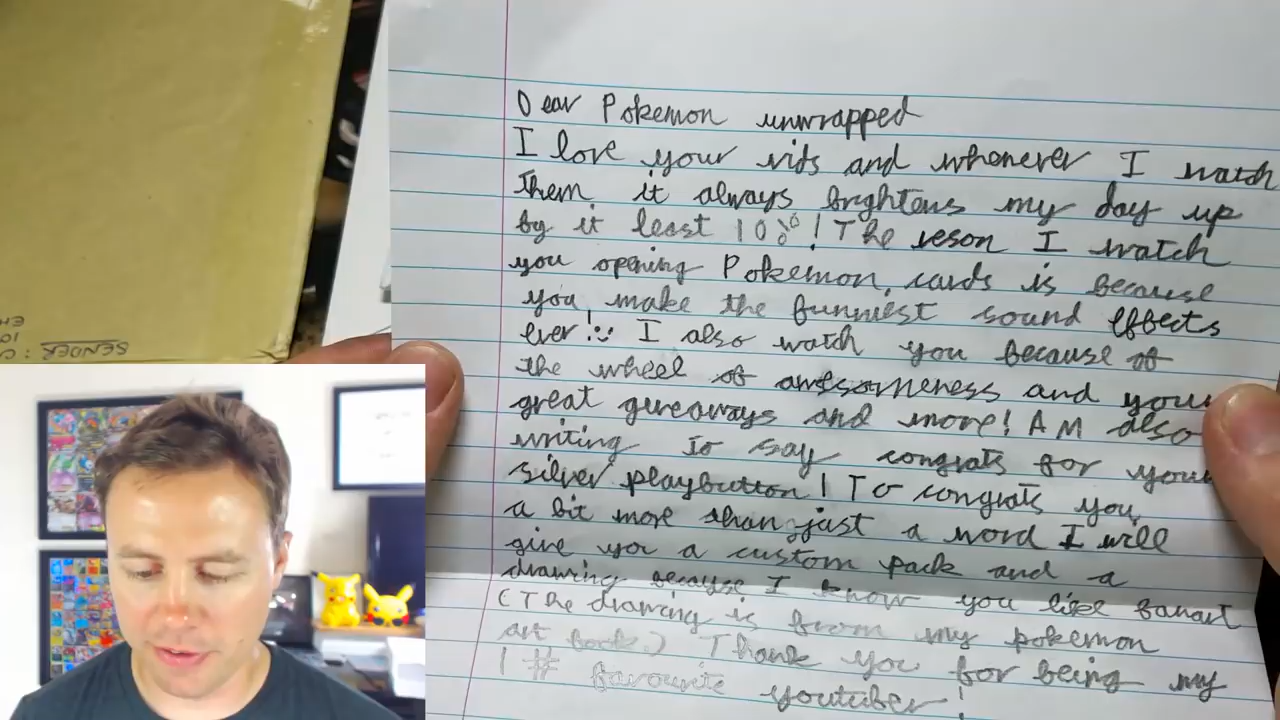 Dear Pokemon unwrapped
I love your vids and whenever I watch
them it always brghtens my day up
by it least 10%! The reson I watch
you opening Pokemon cards is because
you make the funniest sound effects
ever! I also watch you because of
the wheel of awesomeness and your
great giveaways and more! AM also
writing to say congrats for your
silver playbutton! To congrats you
a bit more than just a word I will
give you a custom pack and a
drawing because I know you like fanart
(The drawing is from my pokemon
art book.) Thank you for being my
1# favourite youtuber!
SENDER: